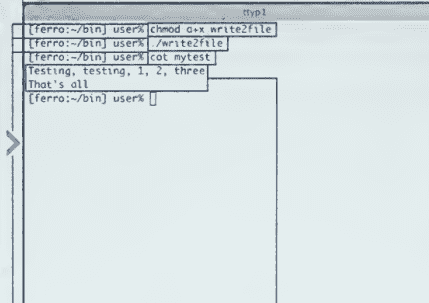 ttyp1
[ferro:~/bin] user% chmod a+x write2file
[ferro:~/bin] user% ./write2file
[ferro:~/bin] user% cat mytest
Testing, testing, 1, 2, three
That's all
[ferro:~/bin] user%